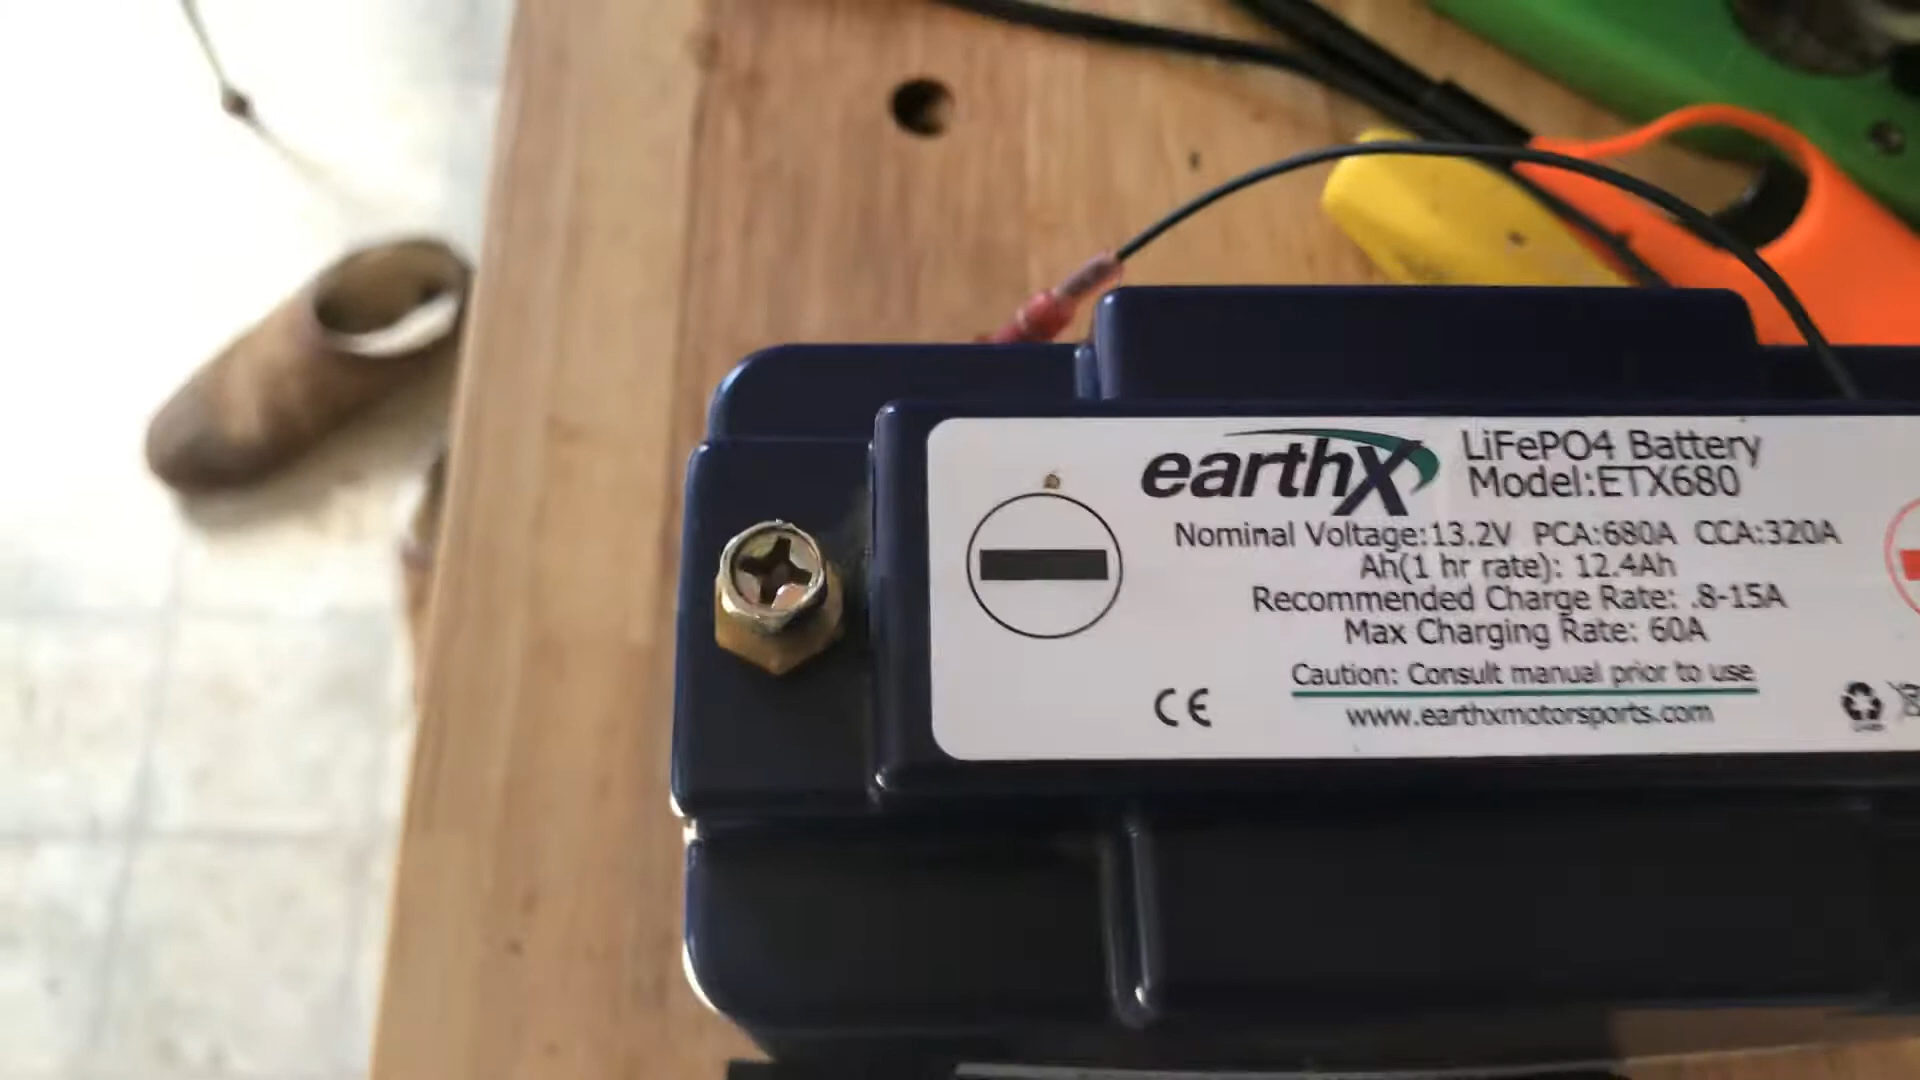 earthX
LiFePO4 Battery
Model:ETX680
Nominal Voltage:13.2V PCA:680A CCA:320A
Ah(1 hr rate): 12.4Ah
Recommended Charge Rate: .8-15A
Max Charging Rate: 60A
Caution: Consult manual prior to use
CE
www.earthxmotorsports.com